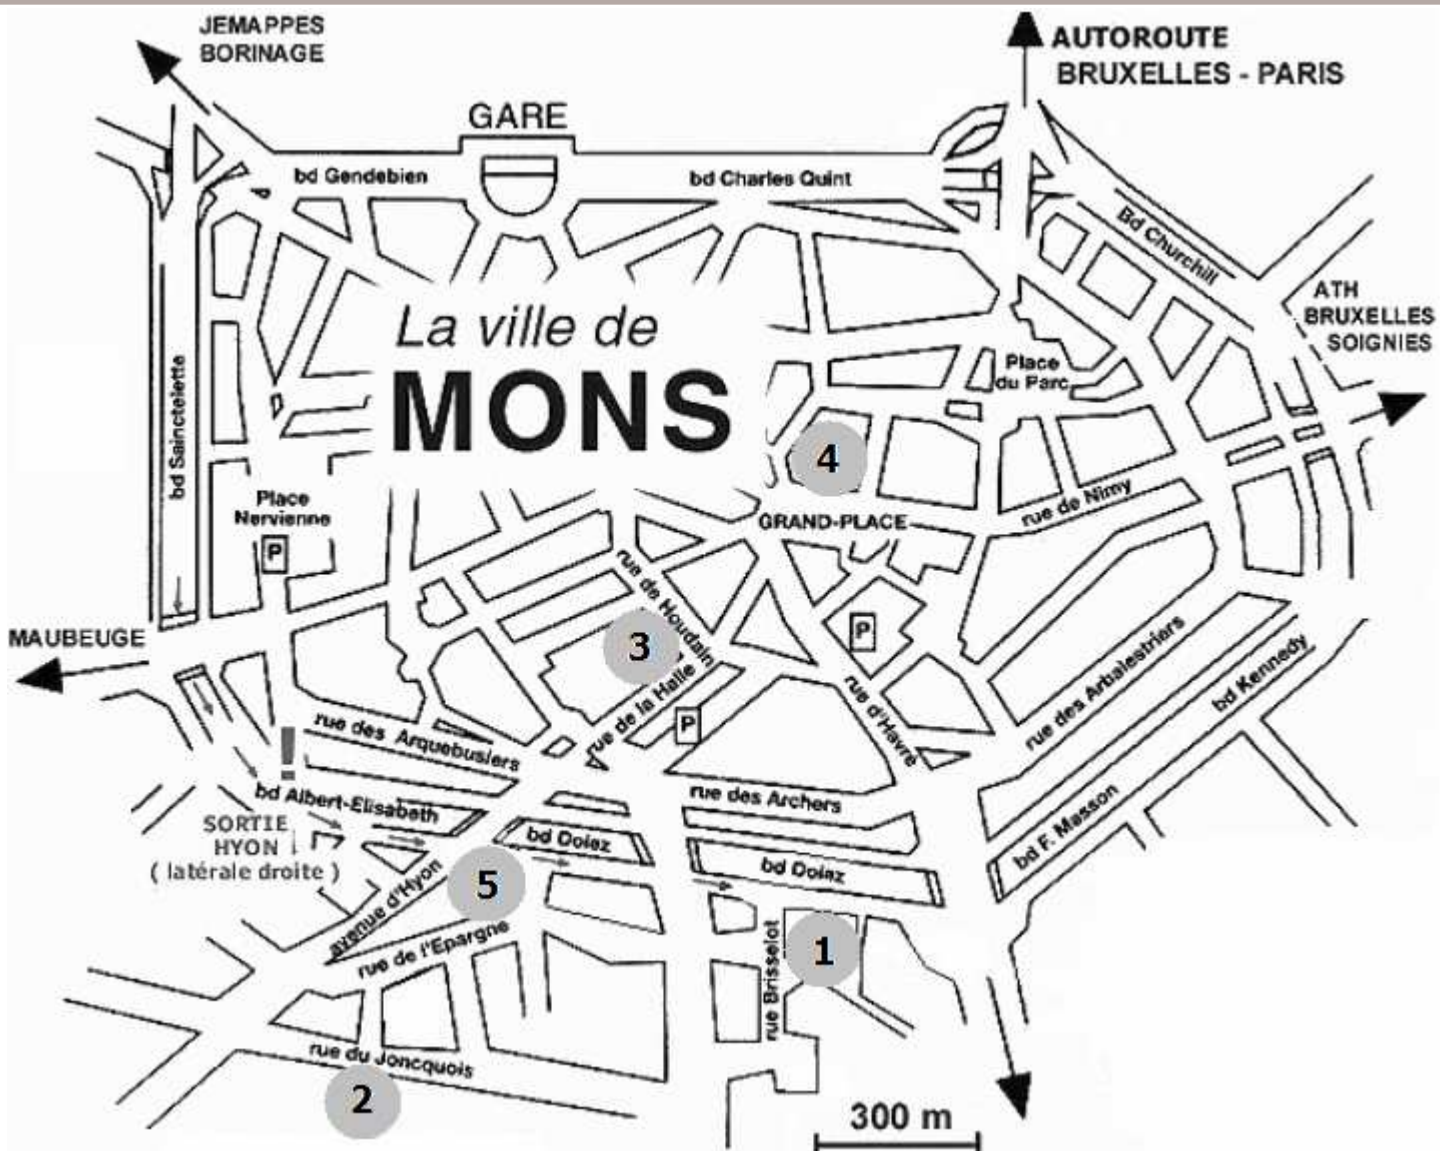 JEMAPPES
BORINAGE
AUTOROUTE
BRUXELLES - PARIS
GARE
bd Gendebien
bd Charles Quint
Bd Churchill
ATH
BRUXELLES
SOIGNIES
La ville de
MONS
Place
du Parc
bd Sainctelette
4
Place
Nervienne
P
GRAND-PLACE
rue de Nimy
rue de Houdain
MAUBEUGE
3
P
rue de la Halle
P
rue d'Havré
rue des Arbalestriers
bd Kennedy
rue des Arquebusiers
!
bd Albert-Elisabeth
rue des Archers
SORTIE
HYON
( latérale droite )
bd Dolez
bd Dolez
bd F. Masson
5
avenue d'Hyon
rue de l'Epargne
rue Brisselot
1
rue du Joncquois
2
300 m